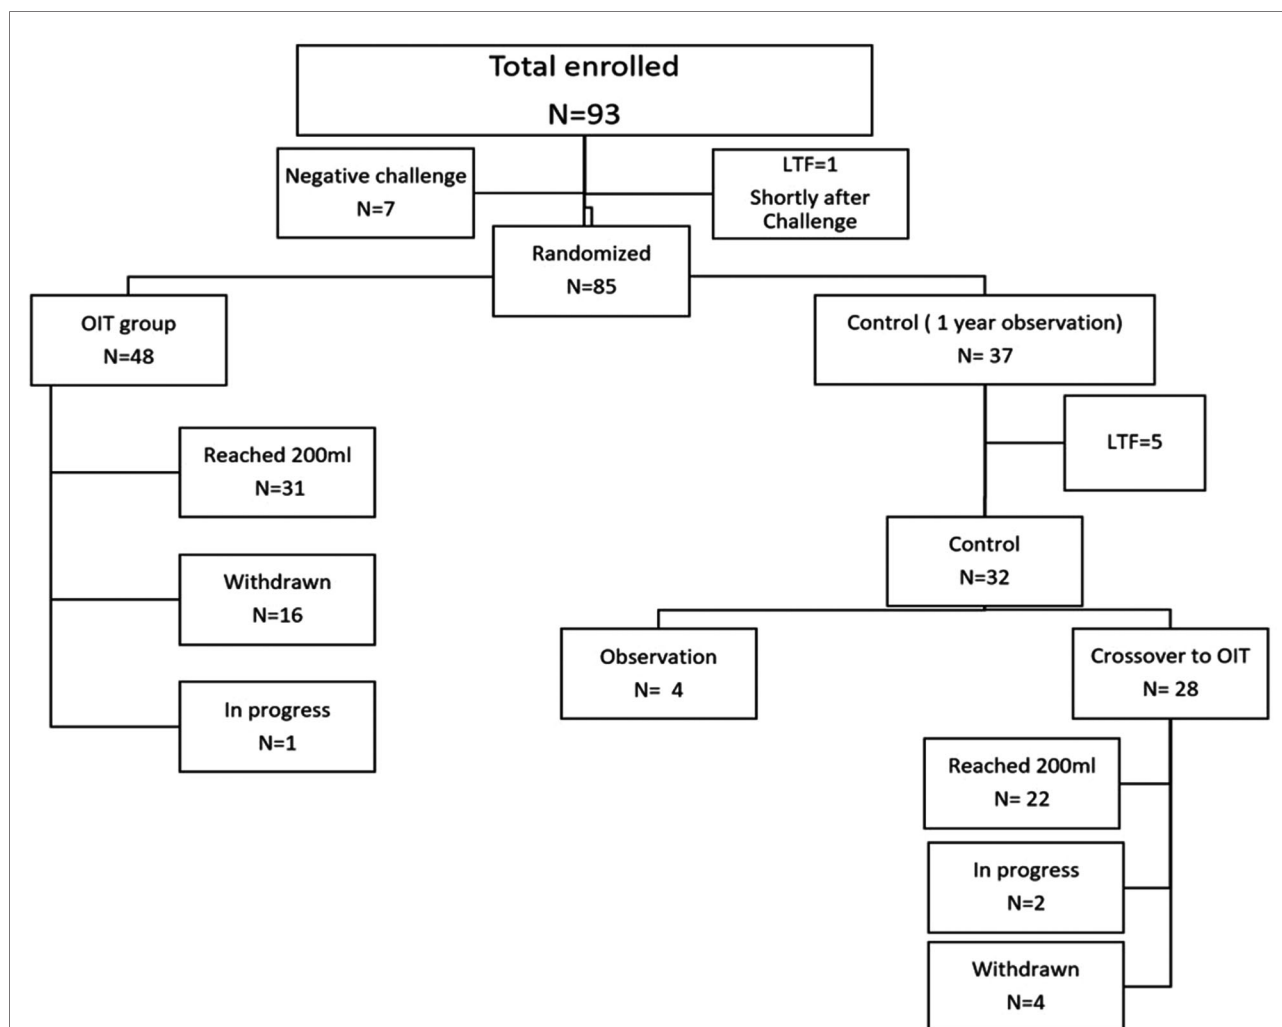 Total enrolled
N=93
Negative challenge
N=7
LTF=1
Shortly after
Challenge
Randomized
N=85
OIT group
N=48
Control ( 1 year observation)
N= 37
Reached 200ml
N=31
Withdrawn
N=16
In progress
N=1
LTF=5
Control
N=32
Observation
N=  4
Crossover to OIT
N= 28
Reached 200ml
N= 22
In progress
N=2
Withdrawn
N=4